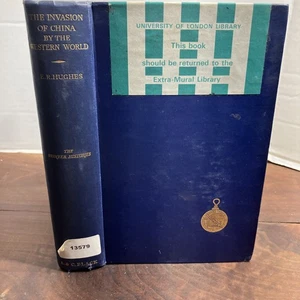 THE INVASION
OF CHINA
BY THE
WESTERN WORLD
E.R.HUGHES
THE
PIONEER HISTORIES
13579
A & C. BLACK
UNIVERSITY OF LONDON LIBRARY
This book
should be returned to the
Extra-Mural Library